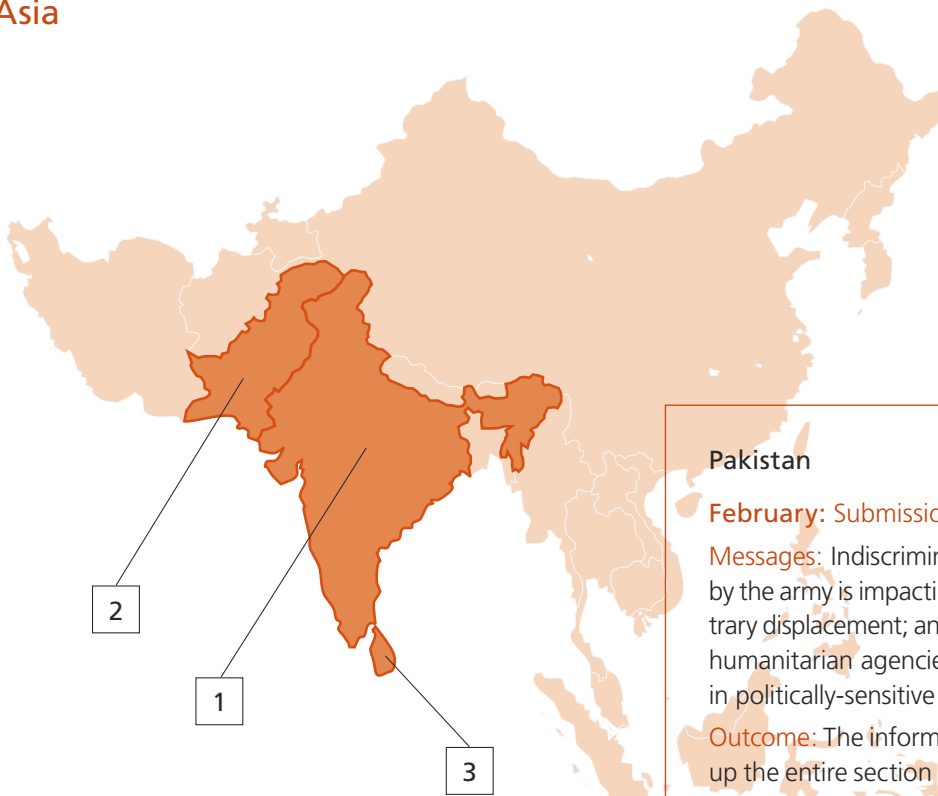 Asia
2
1
3
Pakistan
February: Submissio
Messages: Indiscrimin
by the army is impacti
trary displacement; an
humanitarian agencie
in politically-sensitive
Outcome: The inform
up the entire section